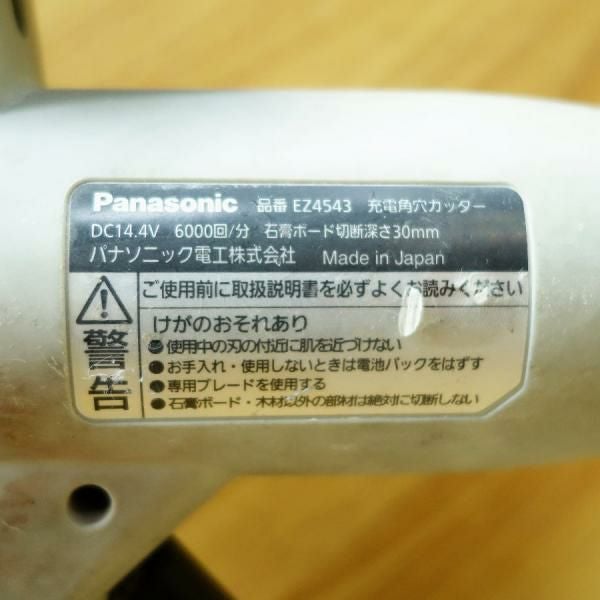 Panasonic 品番 EZ4543 充電角穴カッター
DC14.4V 6000回/分 石膏ボード切断深さ30mm
パナソニック電工株式会社 Made in Japan
警告
ご使用前に取扱説明書を必ずよくお読みください
けがのおそれあり
●使用中の刃の付近に肌を近づけない
●お手入れ・使用しないときは電池パックをはずす
●専用ブレードを使用する
●石膏ボード・木材以外の部材は絶対に切断しない